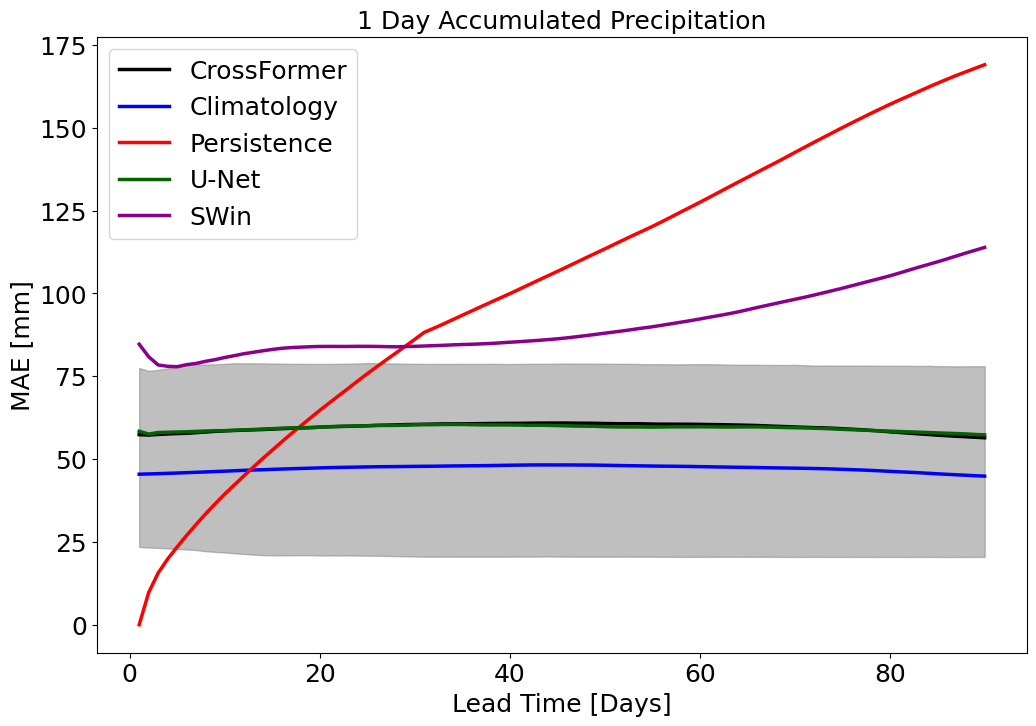 1 Day Accumulated Precipitation
175
150
125
100
75
50
25
0
MAE [mm]
CrossFormer
Climatology
Persistence
U-Net
SWin
0 20 40 60 80
Lead Time [Days]